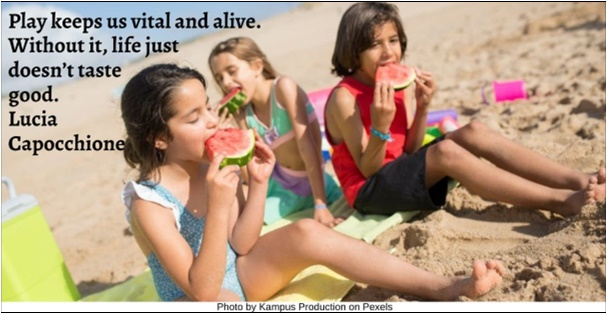 Play keeps us vital and alive.
Without it, life just
doesn't taste
good.
Lucia
Capocchione
Photo by Kampus Production on Pexels